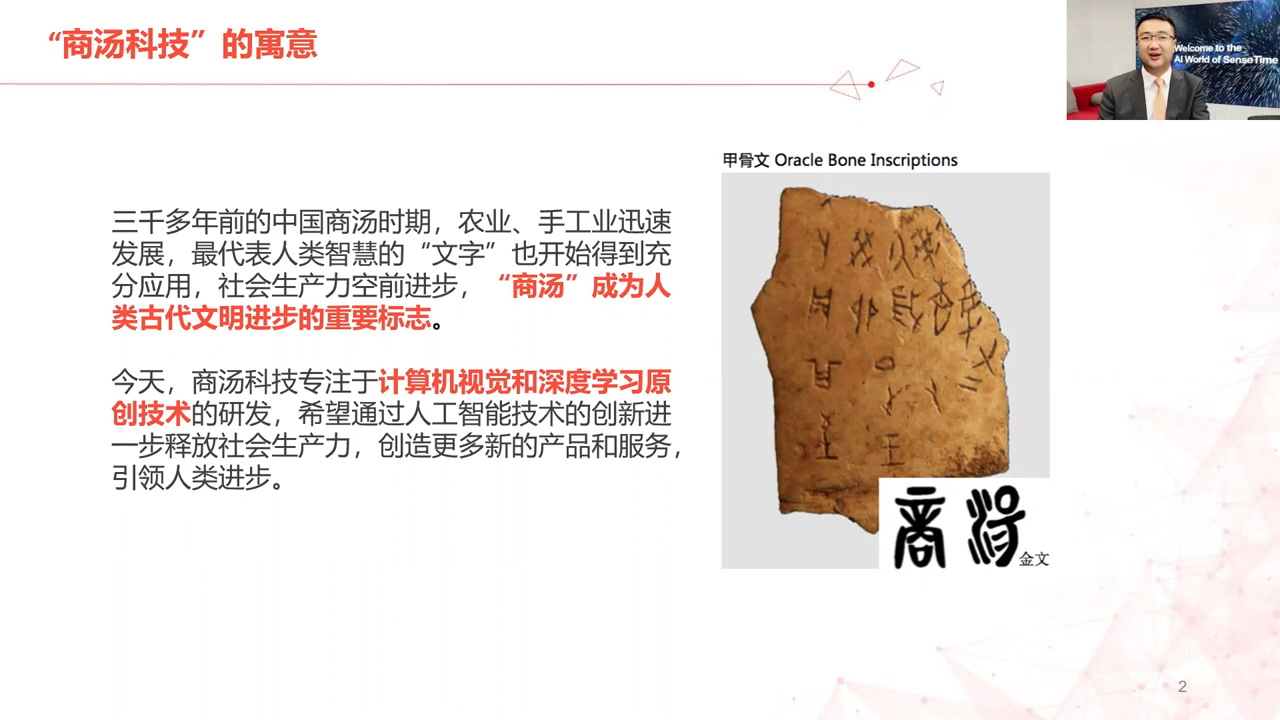 “商汤科技”的寓意
Welcome to the
AI World of SenseTime
甲骨文 Oracle Bone Inscriptions
三千多年前的中国商汤时期，农业、手工业迅速
发展，最代表人类智慧的“文字”也开始得到充
分应用，社会生产力空前进步，“商汤”成为人
类古代文明进步的重要标志。
今天，商汤科技专注于计算机视觉和深度学习原
创技术的研发，希望通过人工智能技术的创新进
一步释放社会生产力，创造更多新的产品和服务，
引领人类进步。
商 汤
金文
2